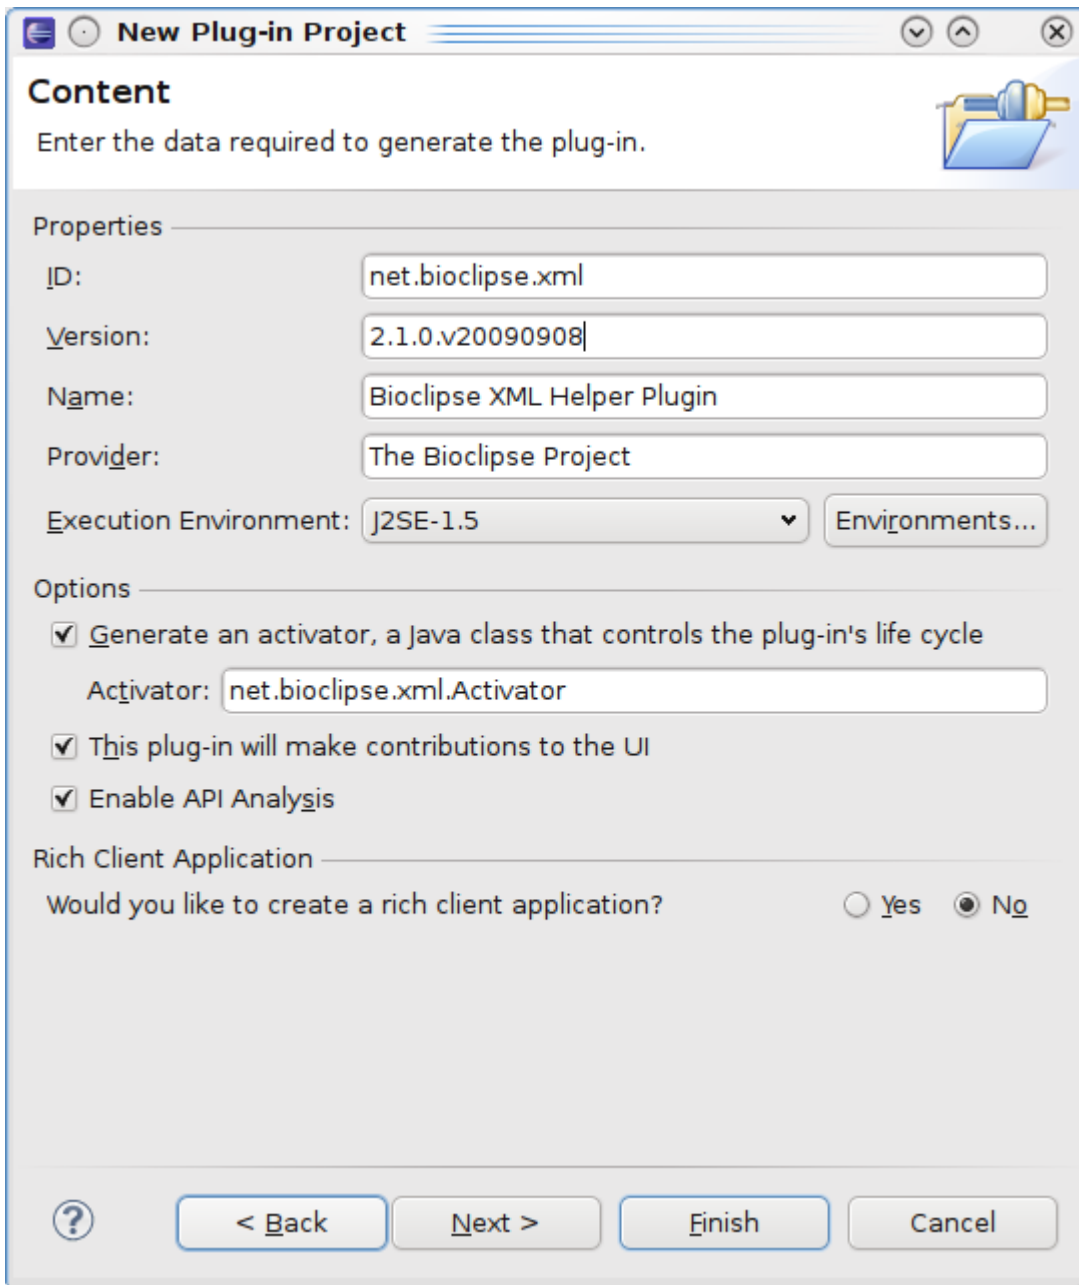 New Plug-in Project
Content
Enter the data required to generate the plug-in.
Properties
ID: net.bioclipse.xml
Version: 2.1.0.v20090908
Name: Bioclipse XML Helper Plugin
Provider: The Bioclipse Project
Execution Environment: J2SE-1.5 Environments...
Options
Generate an activator, a Java class that controls the plug-in's life cycle
Activator: net.bioclipse.xml.Activator
This plug-in will make contributions to the UI
Enable API Analysis
Rich Client Application
Would you like to create a rich client application? Yes No
? < Back Next > Finish Cancel